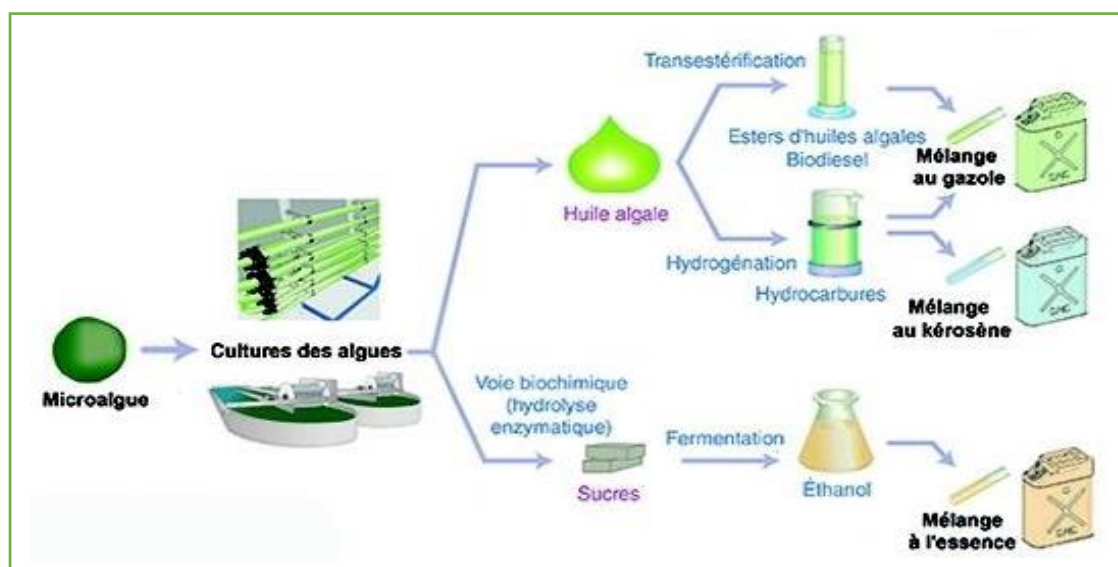 Transestérification
Esters d'huiles algales
Biodiesel
Mélange
au gazole
Huile algale
Hydrogénation
Hydrocarbures
Mélange
au kérosène
Microalgue
Cultures des algues
Voie biochimique
(hydrolyse
enzymatique)
Sucres
Fermentation
Éthanol
Mélange
à l'essence